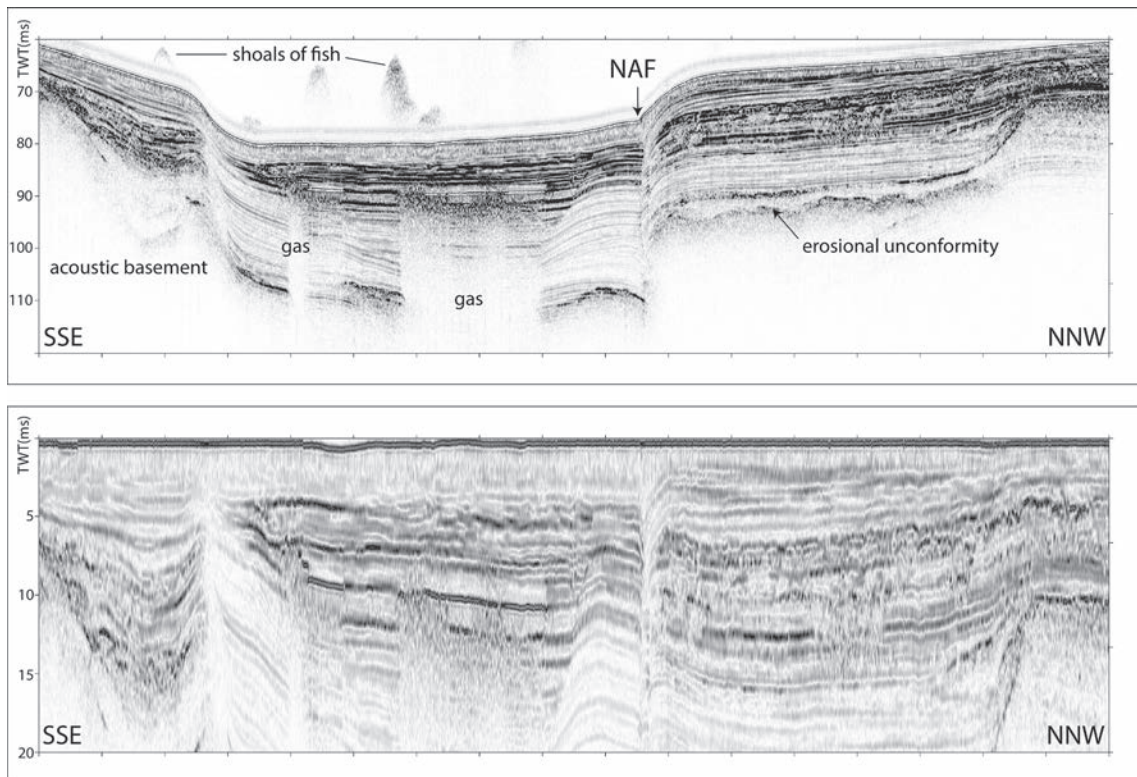 TWT(ms)
shoals of fish
NAF
70
80
90
100
110
gas
erosional unconformity
acoustic basement
gas
SSE
NNW
TWT(ms)
5
10
15
20
SSE
NNW